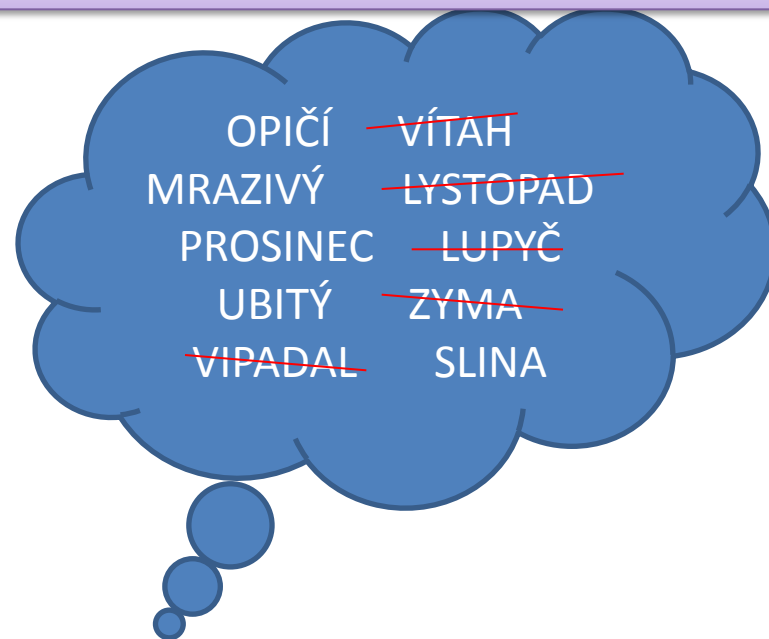 OPIČÍ VÍTAH
MRAZIVÝ LYSTOPAD
PROSINEC LUPYČ
UBITÝ ZYMA
VIPADAL SLINA